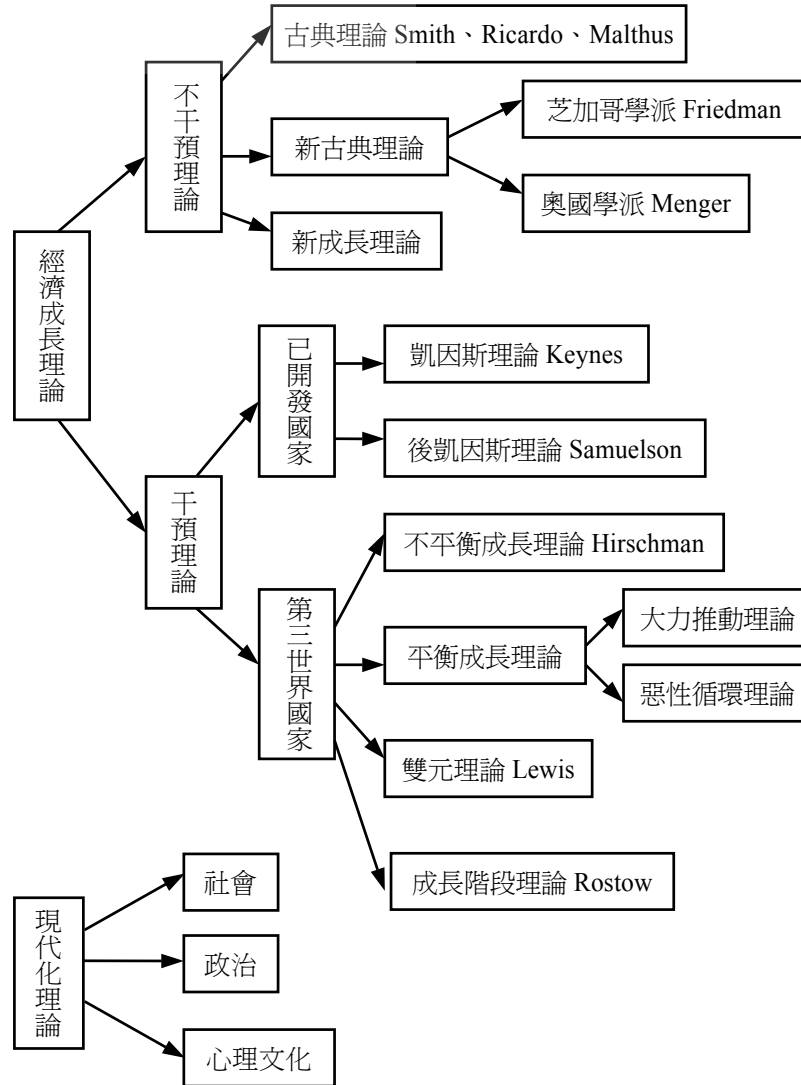 經濟成長理論
不干預理論
古典理論 Smith、Ricardo、Malthus
新古典理論
芝加哥學派 Friedman
奧國學派 Menger
新成長理論
干預理論
已開發國家
凱因斯理論 Keynes
後凱因斯理論 Samuelson
第三世界國家
不平衡成長理論 Hirschman
平衡成長理論
大力推動理論
惡性循環理論
雙元理論 Lewis
成長階段理論 Rostow
現代化理論
社會
政治
心理文化